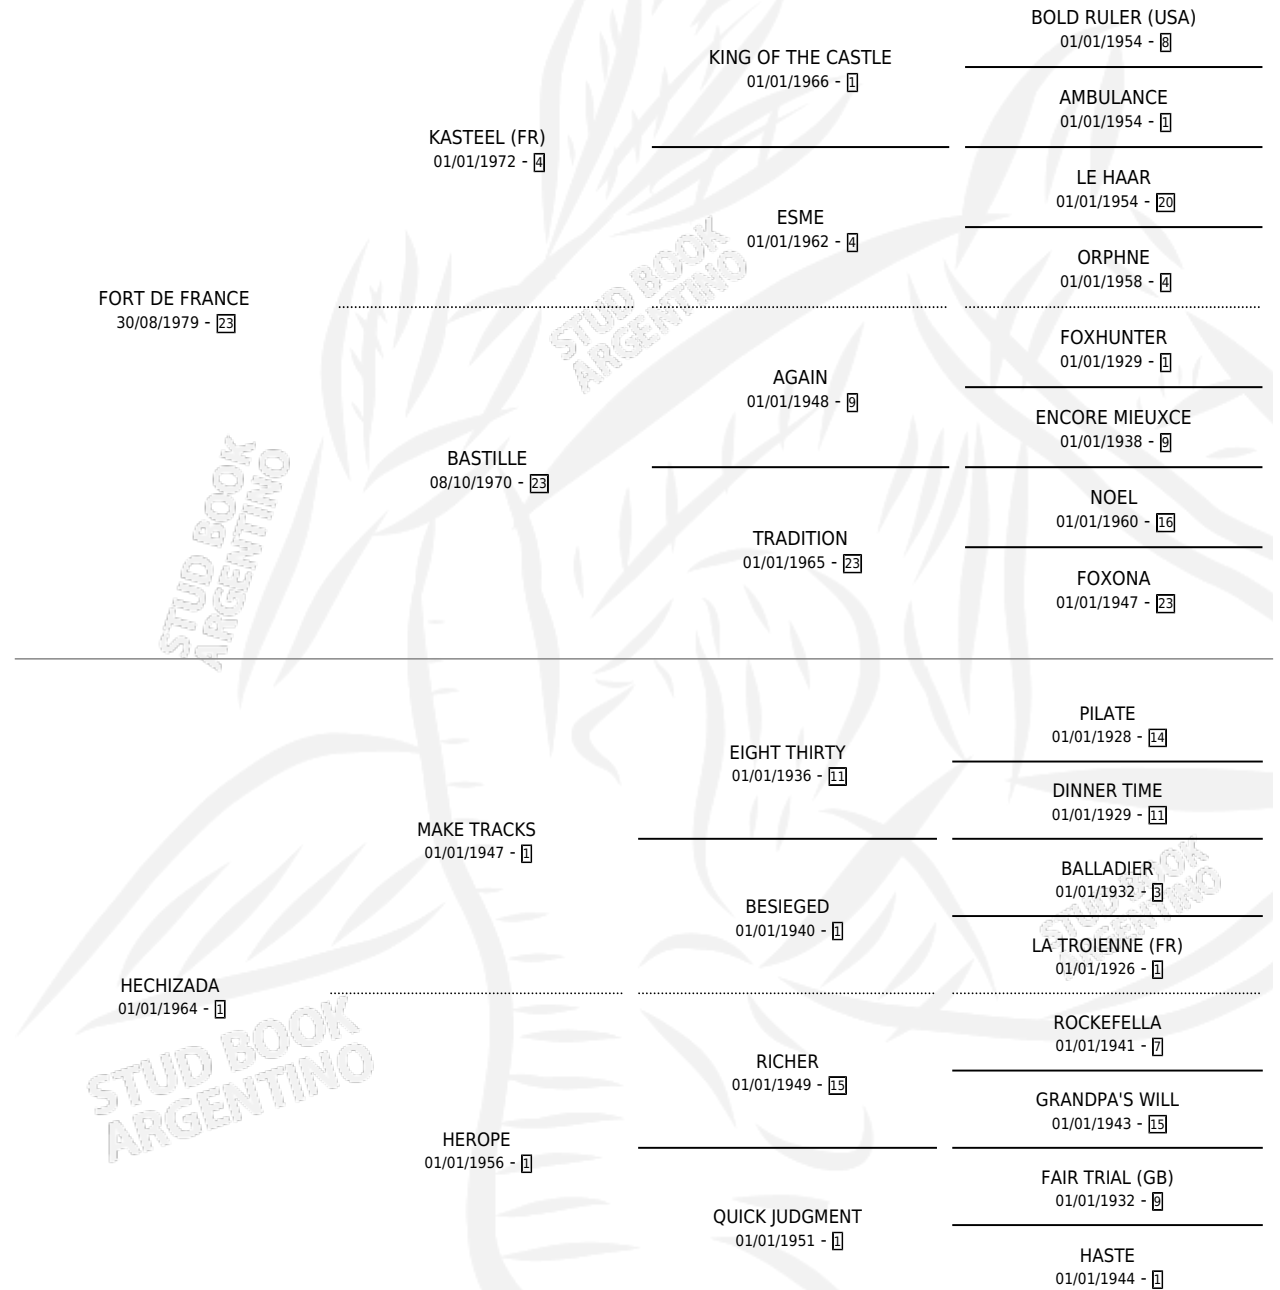 BOLD RULER (USA)
01/01/1954 - 8
KING OF THE CASTLE
01/01/1966 - 1
AMBULANCE
01/01/1954 - 1
KASTEEL (FR)
01/01/1972 - 4
LE HAAR
01/01/1954 - 20
ESME
01/01/1962 - 4
ORPHNE
01/01/1958 - 4
FORT DE FRANCE
30/08/1979 - 23
FOXHUNTER
01/01/1929 - 1
AGAIN
01/01/1948 - 9
ENCORE MIEUXCE
01/01/1938 - 9
BASTILLE
08/10/1970 - 23
NOEL
01/01/1960 - 16
TRADITION
01/01/1965 - 23
FOXONA
01/01/1947 - 23
STUD BOOK
ARGENTINO
STUD BOOK
ARGENTINO
PILATE
01/01/1928 - 14
EIGHT THIRTY
01/01/1936 - 11
DINNER TIME
01/01/1929 - 11
MAKE TRACKS
01/01/1947 - 1
BALLADIER
01/01/1932 - 3
BESIEGED
01/01/1940 - 1
LA TROIENNE (FR)
01/01/1926 - 1
HECHIZADA
01/01/1964 - 1
ROCKEFELLA
01/01/1941 - 7
RICHER
01/01/1949 - 15
GRANDPA'S WILL
01/01/1943 - 15
HEROPE
01/01/1956 - 1
FAIR TRIAL (GB)
01/01/1932 - 9
QUICK JUDGMENT
01/01/1951 - 1
HASTE
01/01/1944 - 1
STUD BOOK
ARGENTINO
STUD BOOK
ARGENTINO